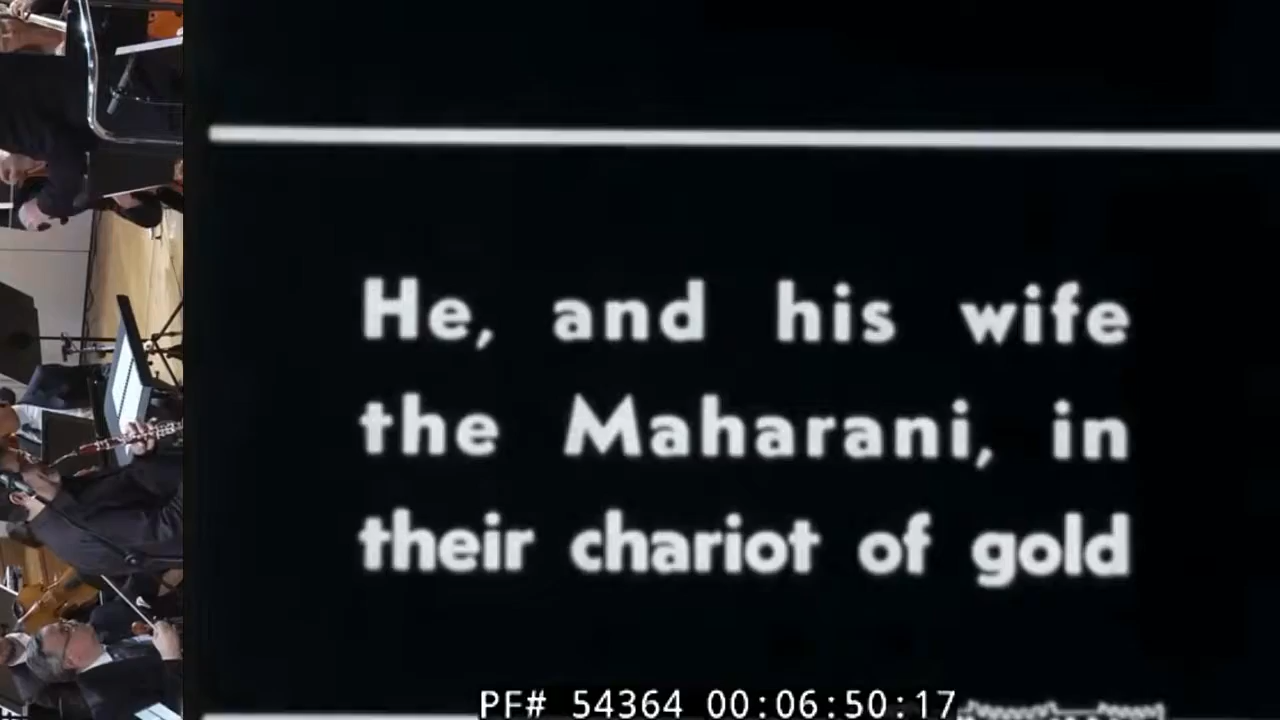 He, and his wife
the Maharani, in
their chariot of gold
PF# 54364 00:06:50:17